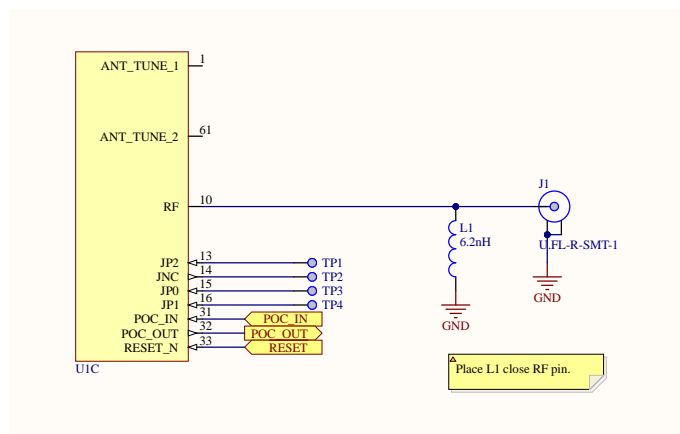 ANT_TUNE_1 1
ANT_TUNE_2 61
RF 10
J1
L1
6.2nH
U.FL-R-SMT-1
JP2 13 TP1
JNC 14 TP2
JP0 15 TP3
JP1 16 TP4
POC_IN 31 POC_IN
POC_OUT 32 POC_OUT
RESET_N 33 RESET
GND
GND
U1C
Place L1 close RF pin.